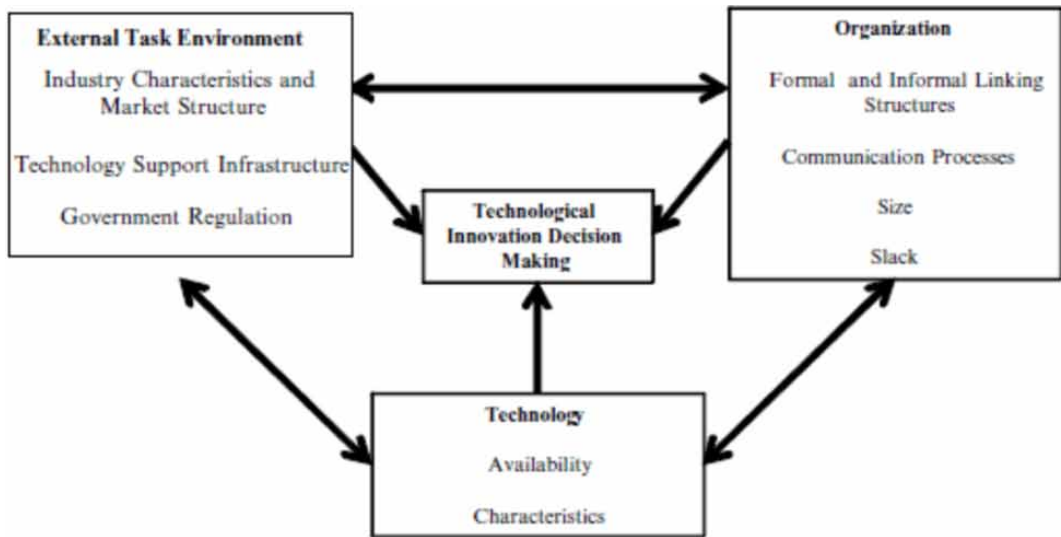 External Task Environment
Industry Characteristics and
Market Structure
Technology Support Infrastructure
Government Regulation
Organization
Formal and Informal Linking
Structures
Communication Processes
Size
Slack
Technological
Innovation Decision
Making
Technology
Availability
Characteristics